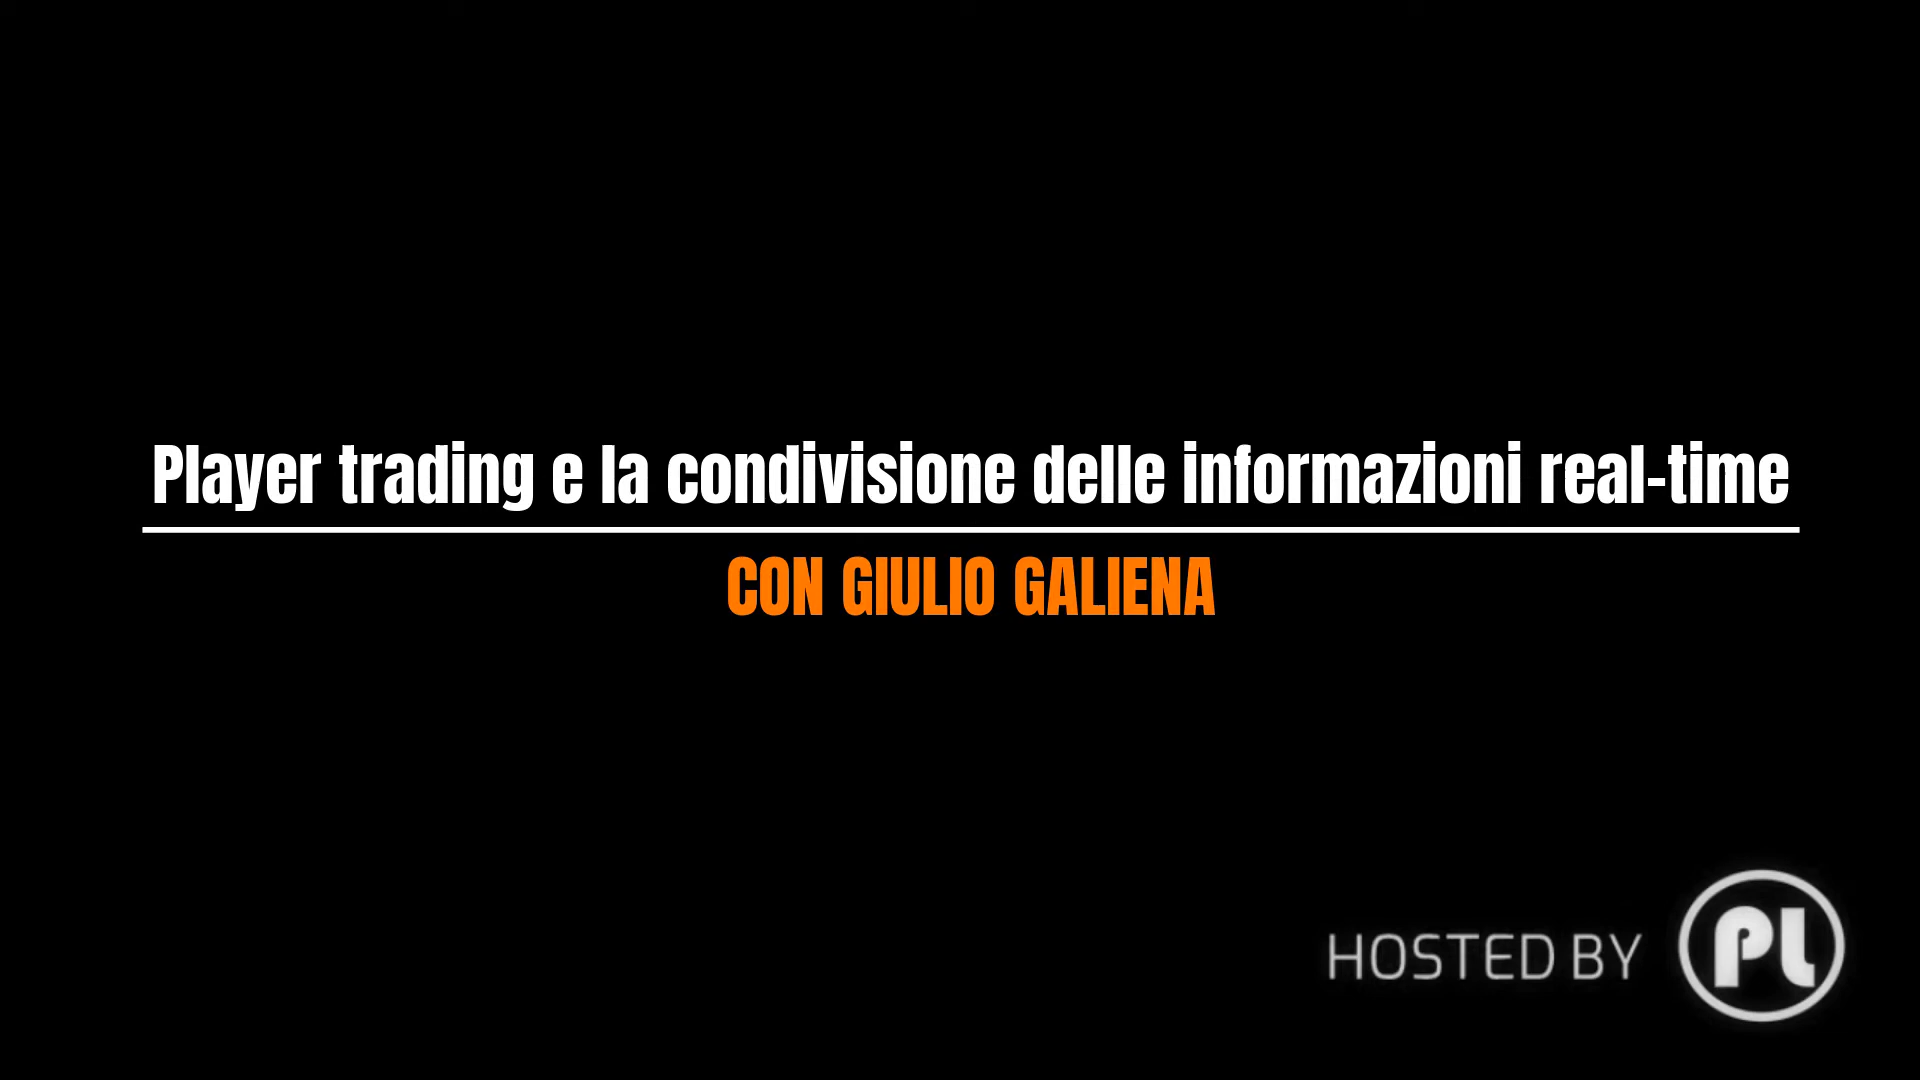 Player trading e la condivisione delle informazioni real-time
CON GIULIO GALIENA
HOSTED BY PL